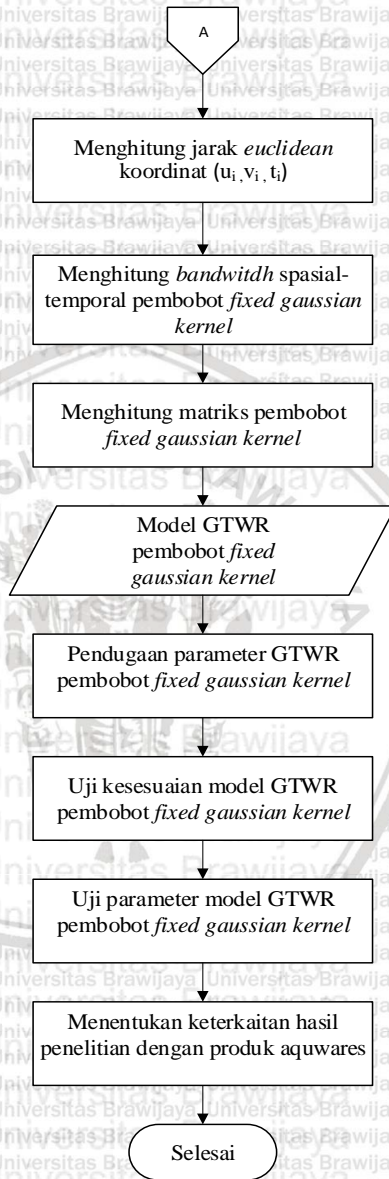 A
Menghitung jarak euclidean
koordinat (uᵢ ,vᵢ , tᵢ)
Menghitung bandwitdh spasial-
temporal pembobot fixed gaussian
kernel
Menghitung matriks pembobot
fixed gaussian kernel
Model GTWR
pembobot fixed
gaussian kernel
Pendugaan parameter GTWR
pembobot fixed gaussian kernel
Uji kesesuaian model GTWR
pembobot fixed gaussian kernel
Uji parameter model GTWR
pembobot fixed gaussian kernel
Menentukan keterkaitan hasil
penelitian dengan produk aquwares
Selesai